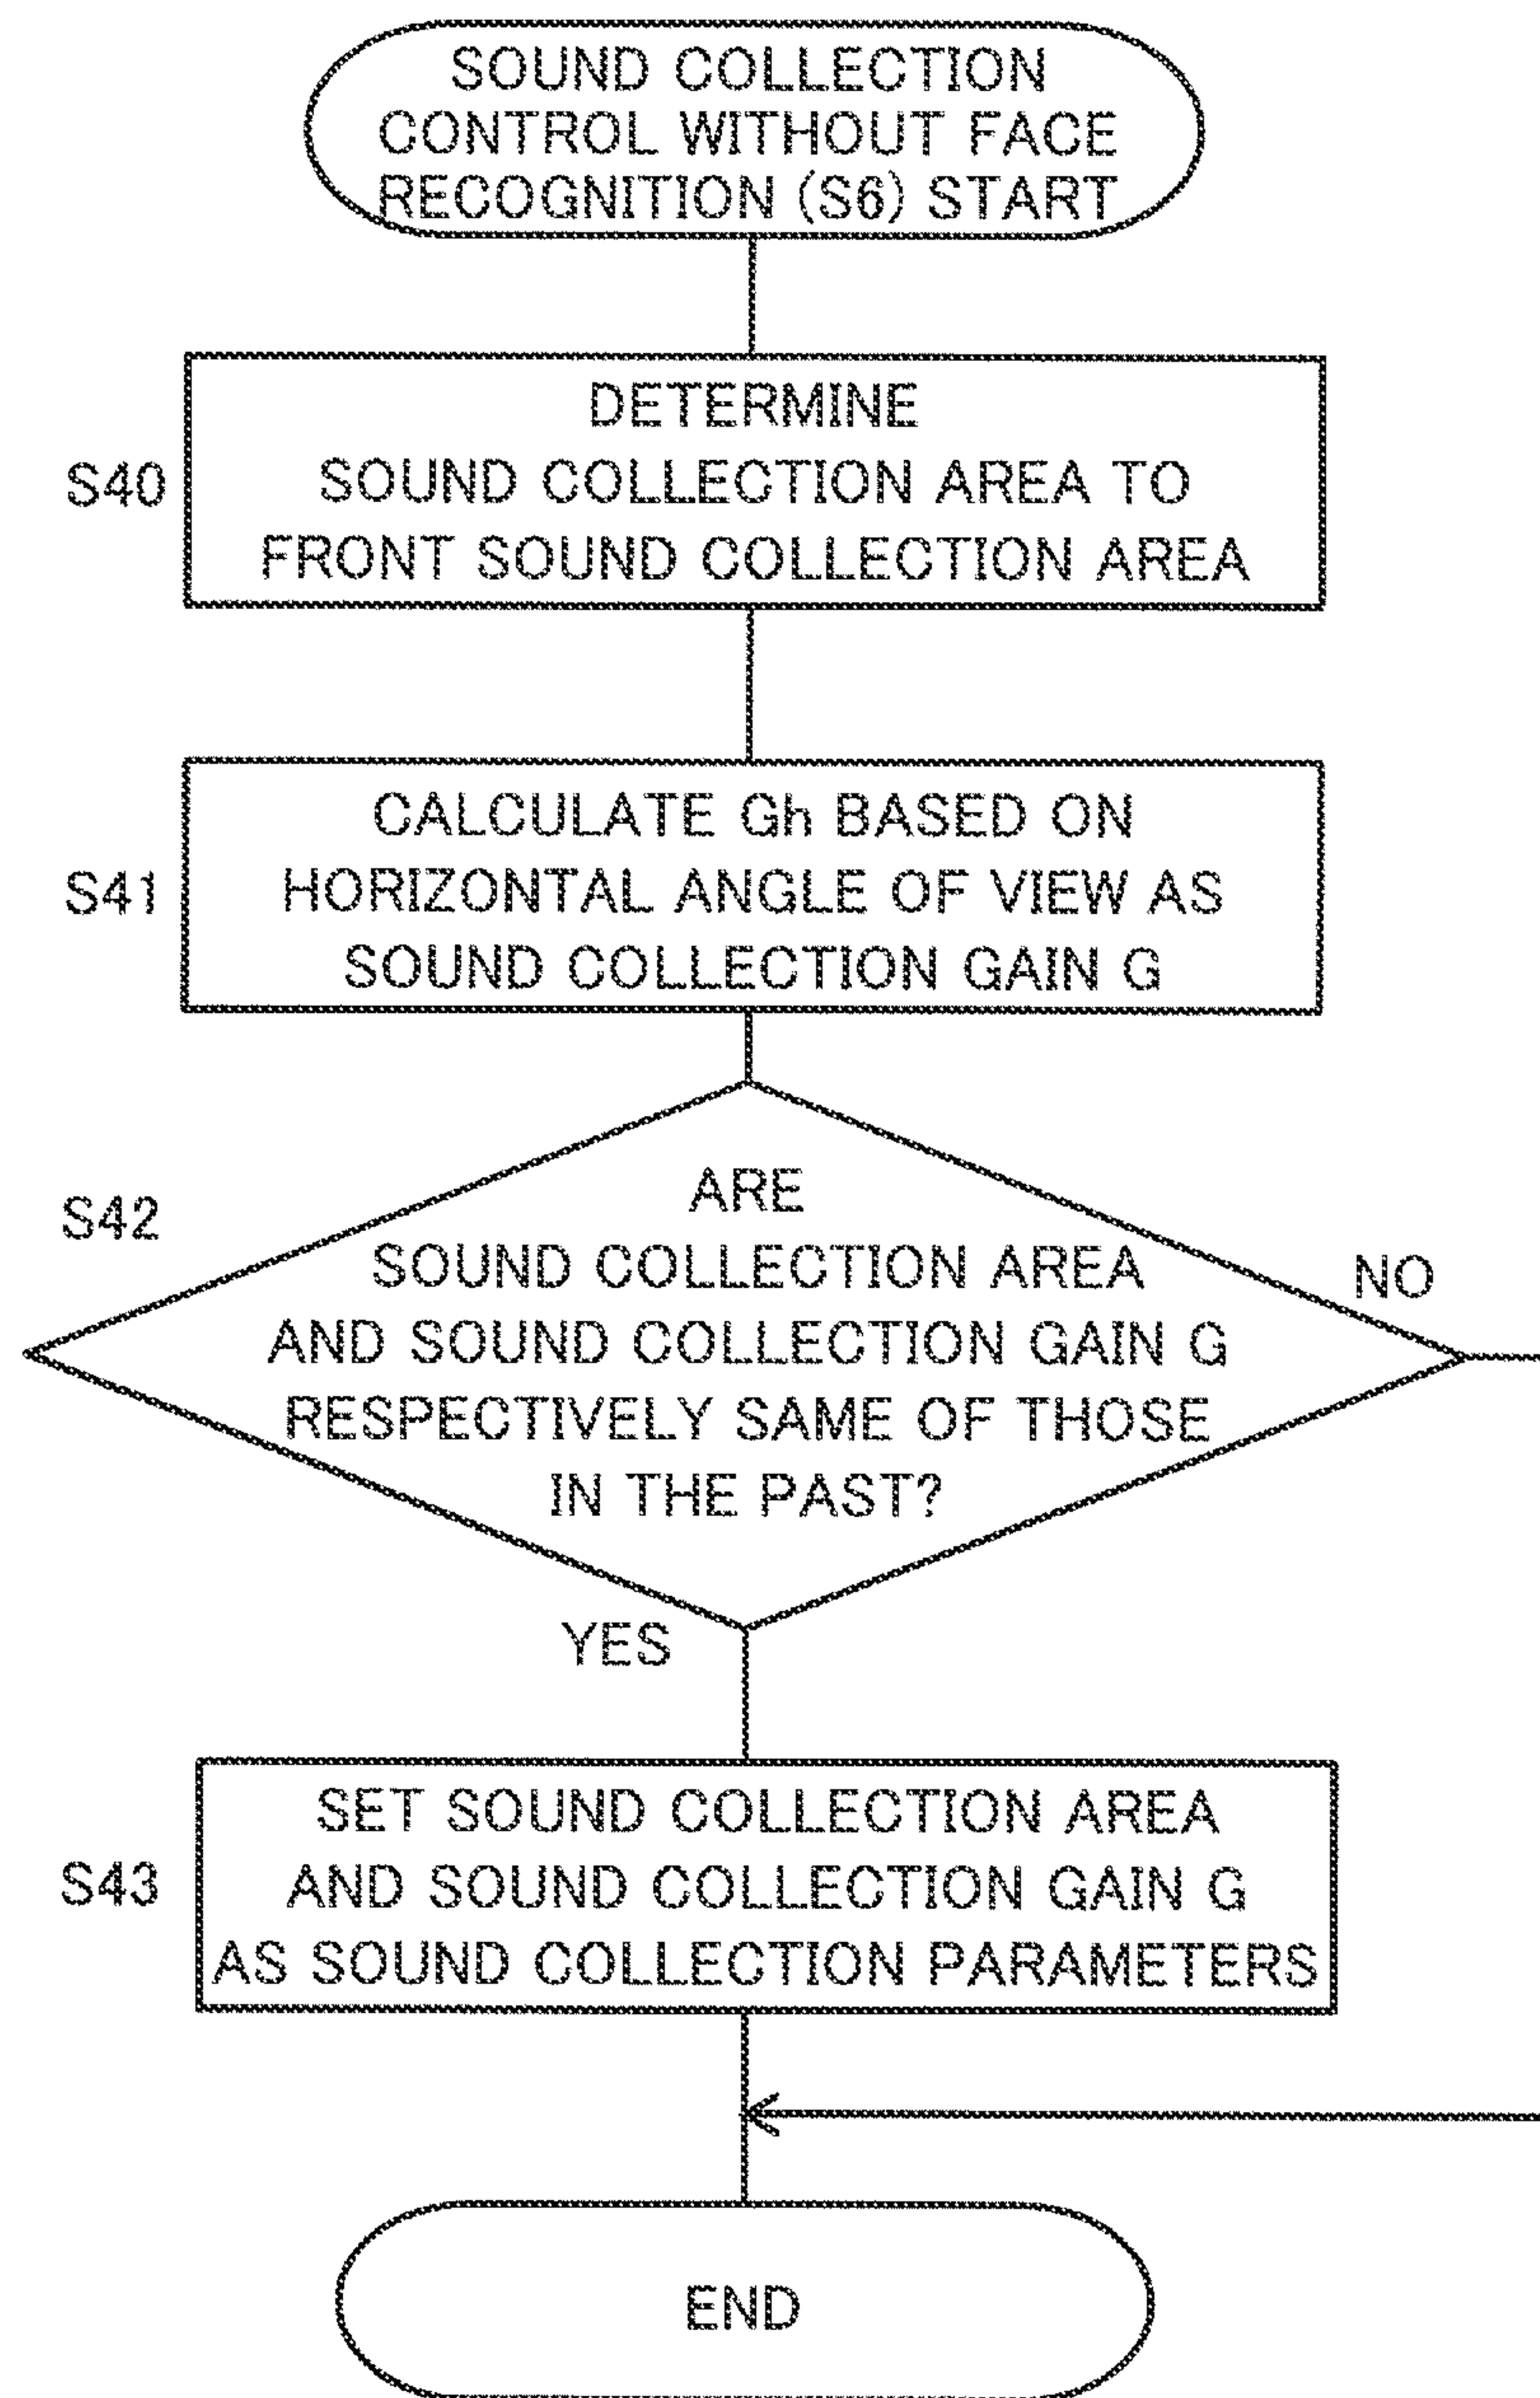 SOUND COLLECTION
CONTROL WITHOUT FACE
RECOGNITION (S6) START
DETERMINE
S40
SOUND COLLECTION AREA TO
FRONT SOUND COLLECTION AREA
CALCULATE Gh BASED ON
S41
HORIZONTAL ANGLE OF VIEW AS
SOUND COLLECTION GAIN G
S42
ARE
SOUND COLLECTION AREA
NO
AND SOUND COLLECTION GAIN G
RESPECTIVELY SAME OF THOSE
IN THE PAST?
YES
SET SOUND COLLECTION AREA
S43
AND SOUND COLLECTION GAIN G
AS SOUND COLLECTION PARAMETERS
END